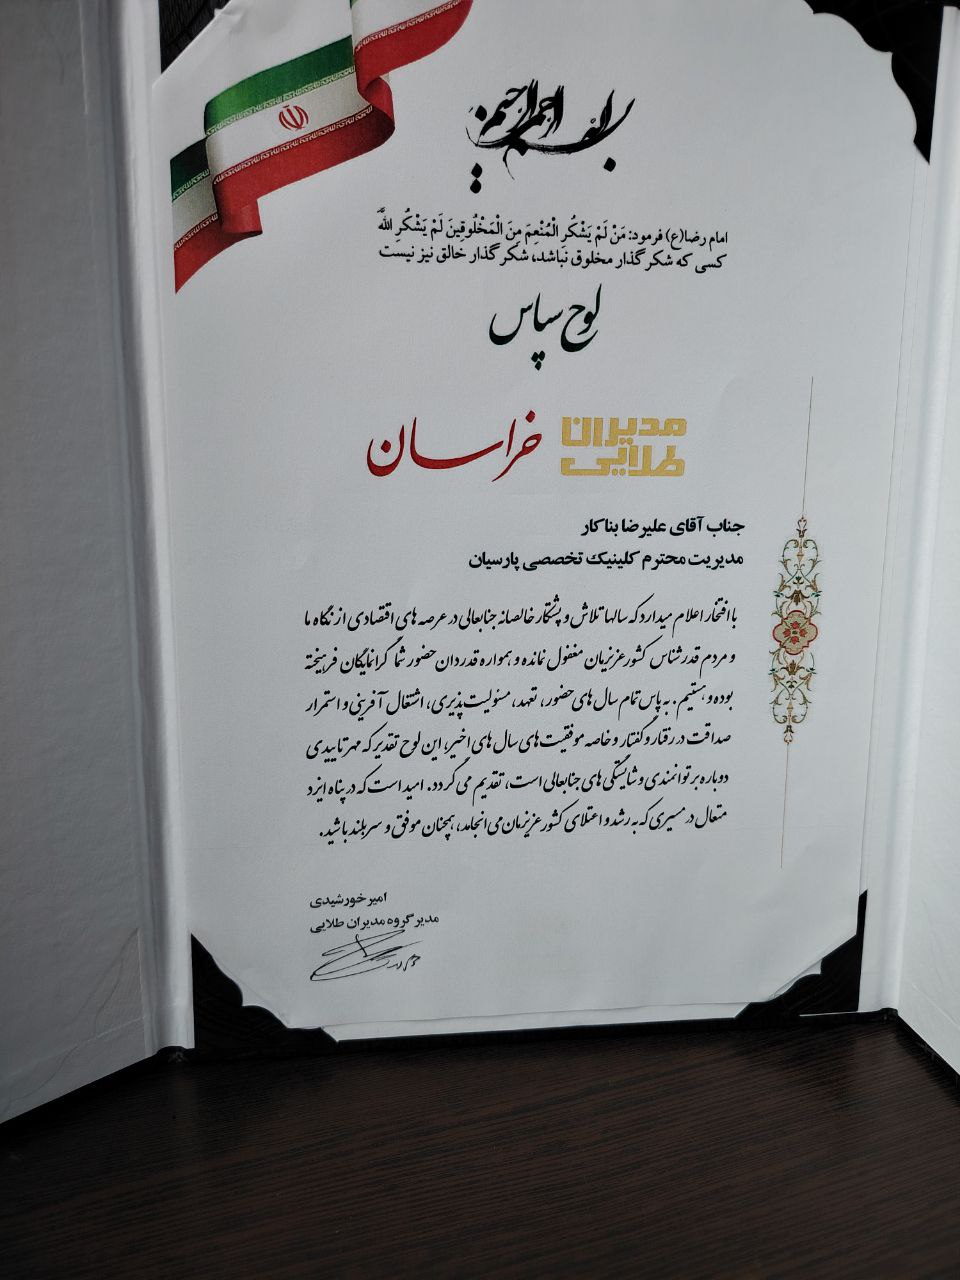 بسم الله الرحمن الرحیم
امام رضا(ع) فرمود: مَنْ لَمْ یَشْکُرِ الْمُنْعِمَ مِنَ الْمَخْلُوقِینَ لَمْ یَشْکُرِ اللَّهَ
کسی که شکر گذار مخلوق نباشد، شکر گذار خالق نیز نیست
لوح سپاس
مدیران
طلایی
خراسان
جناب آقای علیرضا بناکار
مدیریت محترم کلینیک تخصصی پارسیان
با افتخار اعلام میدارد که سالها تلاش و پشتکار خالصانه جنابعالی در عرصه های اقتصادی از نگاه ما
و مردم قدرشناس کشور عزیزمان مغفول نمانده و همواره قدردان حضور شما گرانمایگان فرهیخته
بوده و هستیم. به پاس تمام سال های حضور، تعهد، مسئولیت پذیری، اشتغال آفرینی و استمرار
صداقت در رفتار و گفتار و خاصه موفقیت های سال های اخیر، این لوح تقدیر که مهر تاییدی
دوباره بر توانمندی و شایستگی های جنابعالی است، تقدیم می گردد. امید است که در پناه ایزد
متعال در مسیری که به رشد و اعتلای کشور عزیزمان می انجامد، همچنان موفق و سربلند باشید.
امیر خورشیدی
مدیر گروه مدیران طلایی